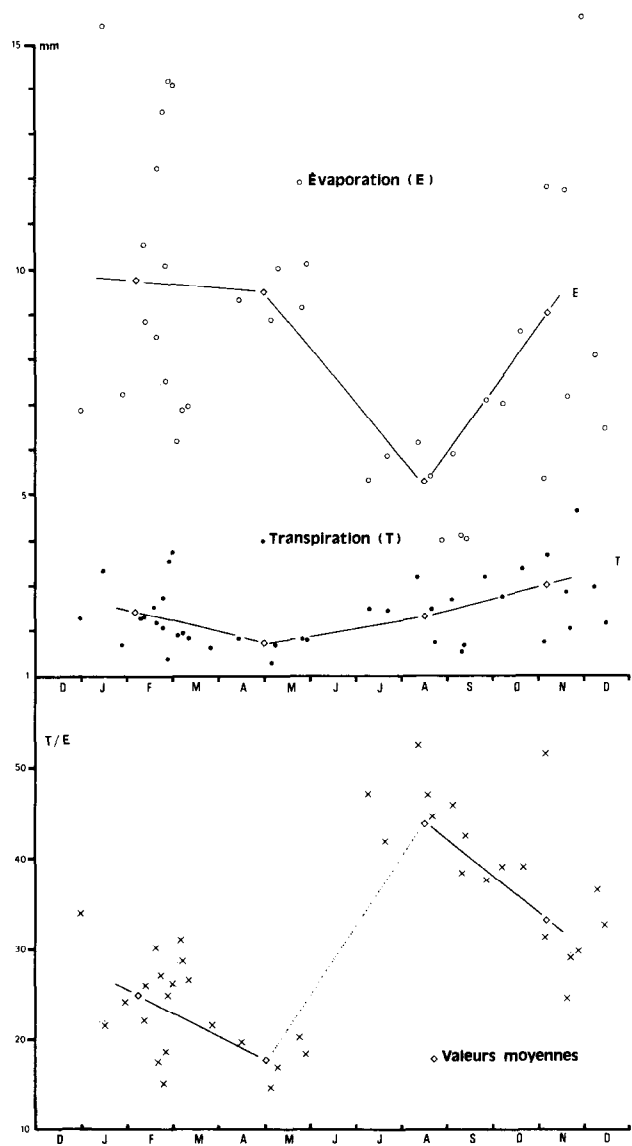 15 mm
Évaporation (E)
10
E
5
Transpiration (T)
T
1
D J F M A M J J A S O N D
T/E
50
40
30
20
Valeurs moyennes
10
D J F M A M J J A S O N D